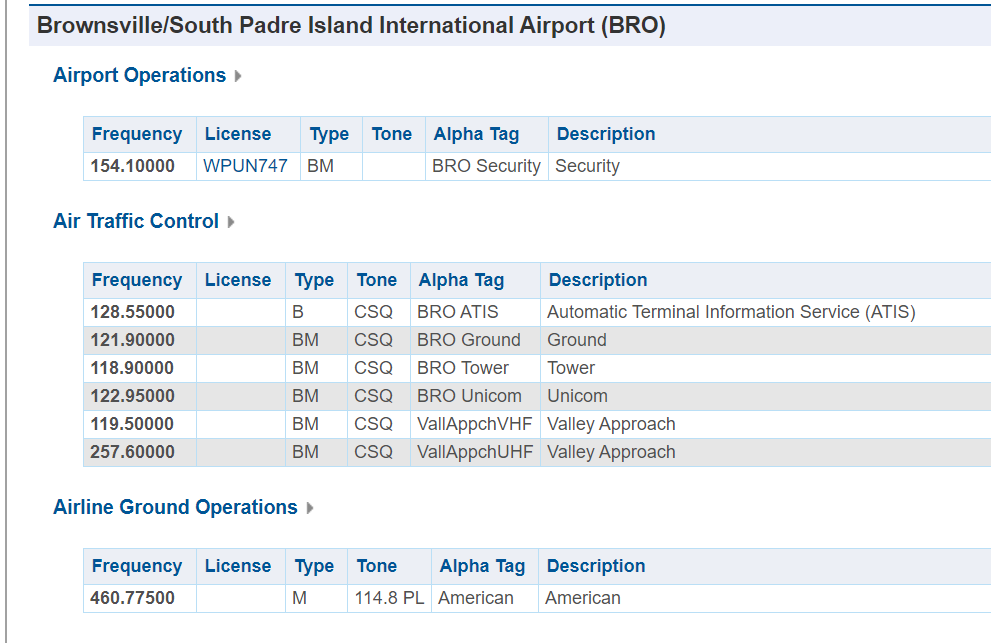 Brownsville/South Padre Island International Airport (BRO)
Airport Operations
Frequency License Type Tone Alpha Tag Description
154.10000 WPUN747 BM BRO Security Security
Air Traffic Control
Frequency License Type Tone Alpha Tag Description
128.55000 B CSQ BRO ATIS Automatic Terminal Information Service (ATIS)
121.90000 BM CSQ BRO Ground Ground
118.90000 BM CSQ BRO Tower Tower
122.95000 BM CSQ BRO Unicom Unicom
119.50000 BM CSQ VallAppchVHF Valley Approach
257.60000 BM CSQ VallAppchUHF Valley Approach
Airline Ground Operations
Frequency License Type Tone Alpha Tag Description
460.77500 M 114.8 PL American American